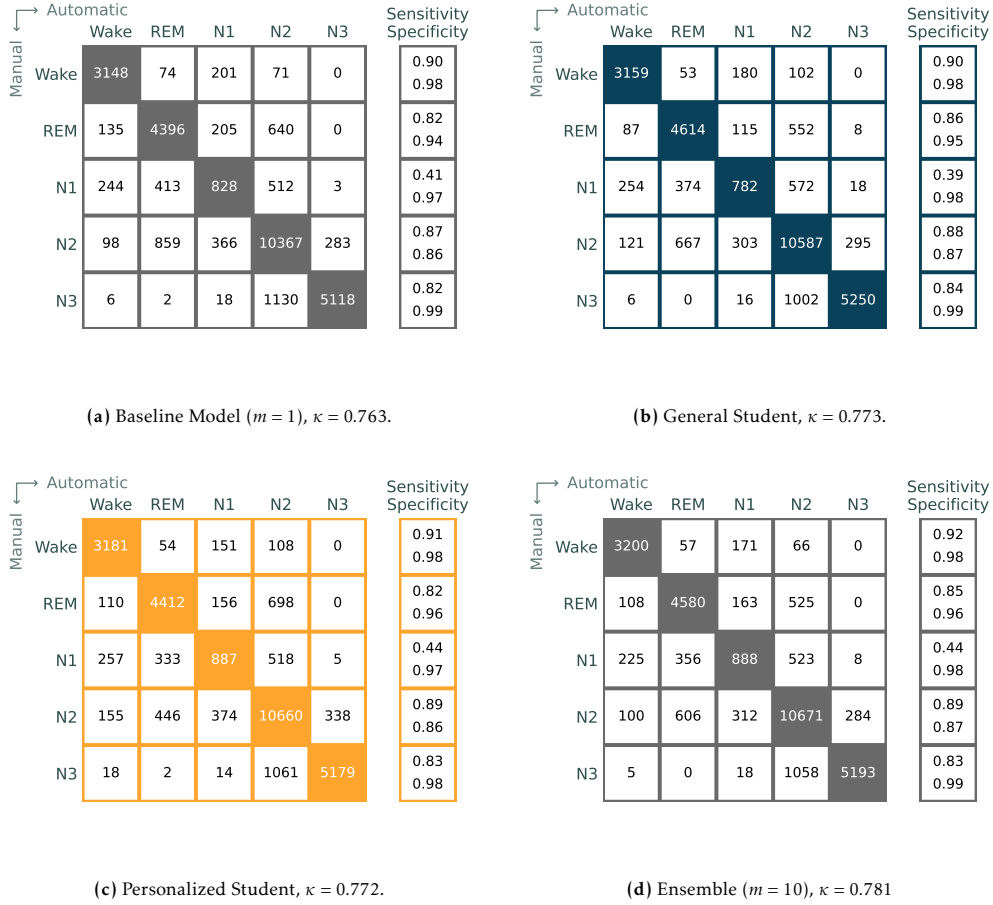 Automatic
Manual
Wake REM N1 N2 N3
Sensitivity
Specificity
Wake 3148 74 201 71 0 0.90
0.98
REM 135 4396 205 640 0 0.82
0.94
N1 244 413 828 512 3 0.41
0.97
N2 98 859 366 10367 283 0.87
0.86
N3 6 2 18 1130 5118 0.82
0.99
(a) Baseline Model (m = 1), κ = 0.763.
Automatic
Manual
Wake REM N1 N2 N3
Sensitivity
Specificity
Wake 3159 53 180 102 0 0.90
0.98
REM 87 4614 115 552 8 0.86
0.95
N1 254 374 782 572 18 0.39
0.98
N2 121 667 303 10587 295 0.88
0.87
N3 6 0 16 1002 5250 0.84
0.99
(b) General Student, κ = 0.773.
Automatic
Manual
Wake REM N1 N2 N3
Sensitivity
Specificity
Wake 3181 54 151 108 0 0.91
0.98
REM 110 4412 156 698 0 0.82
0.96
N1 257 333 887 518 5 0.44
0.97
N2 155 446 374 10660 338 0.89
0.86
N3 18 2 14 1061 5179 0.83
0.98
(c) Personalized Student, κ = 0.772.
Automatic
Manual
Wake REM N1 N2 N3
Sensitivity
Specificity
Wake 3200 57 171 66 0 0.92
0.98
REM 108 4580 163 525 0 0.85
0.96
N1 225 356 888 523 8 0.44
0.98
N2 100 606 312 10671 284 0.89
0.87
N3 5 0 18 1058 5193 0.83
0.99
(d) Ensemble (m = 10), κ = 0.781